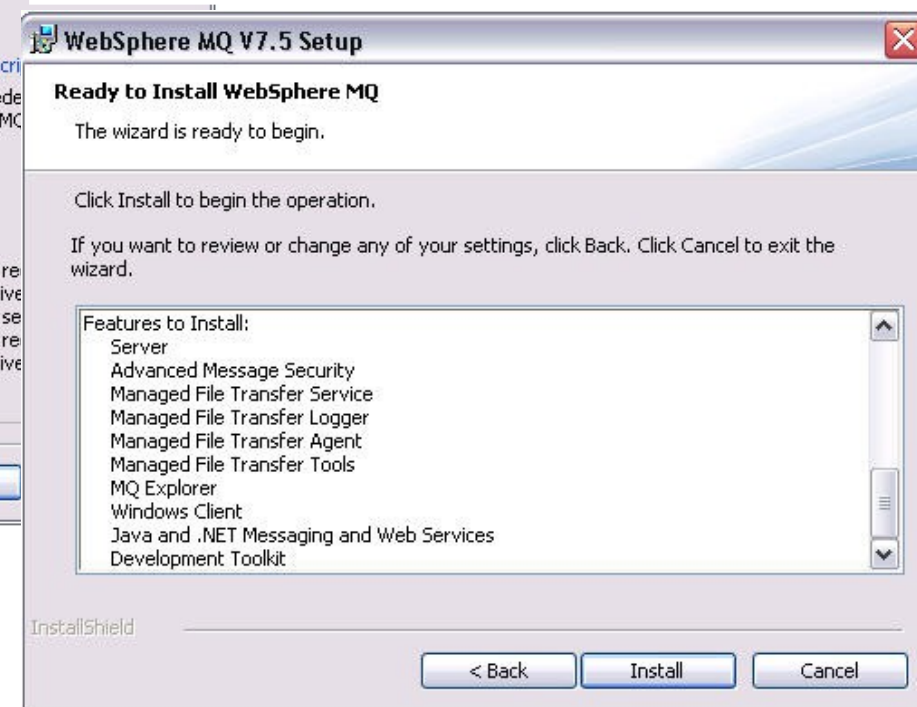 WebSphere MQ V7.5 Setup
Ready to Install WebSphere MQ
The wizard is ready to begin.
Click Install to begin the operation.
If you want to review or change any of your settings, click Back. Click Cancel to exit the
wizard.
Features to Install:
Server
Advanced Message Security
Managed File Transfer Service
Managed File Transfer Logger
Managed File Transfer Agent
Managed File Transfer Tools
MQ Explorer
Windows Client
Java and .NET Messaging and Web Services
Development Toolkit
InstallShield
< Back
Install
Cancel